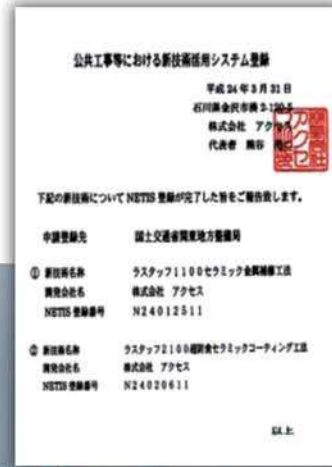 公共工事等における新技術活用システム登録
平成24年3月31日
石川県金沢市湊
株式会社 アクセス
代表者 熊谷
下記の新技術について NETIS 登録が完了した旨をご報告致します。
申請登録先 国土交通省関東地方整備局
① 新技術名称 ラスタッフ1100セラミック金属補修工法
開発会社名 株式会社 アクセス
NETIS 登録番号 N24012511
② 新技術名称 ラスタッフ2100超防食セラミックコーティング工法
開発会社名 株式会社 アクセス
NETIS 登録番号 N24020611
以上